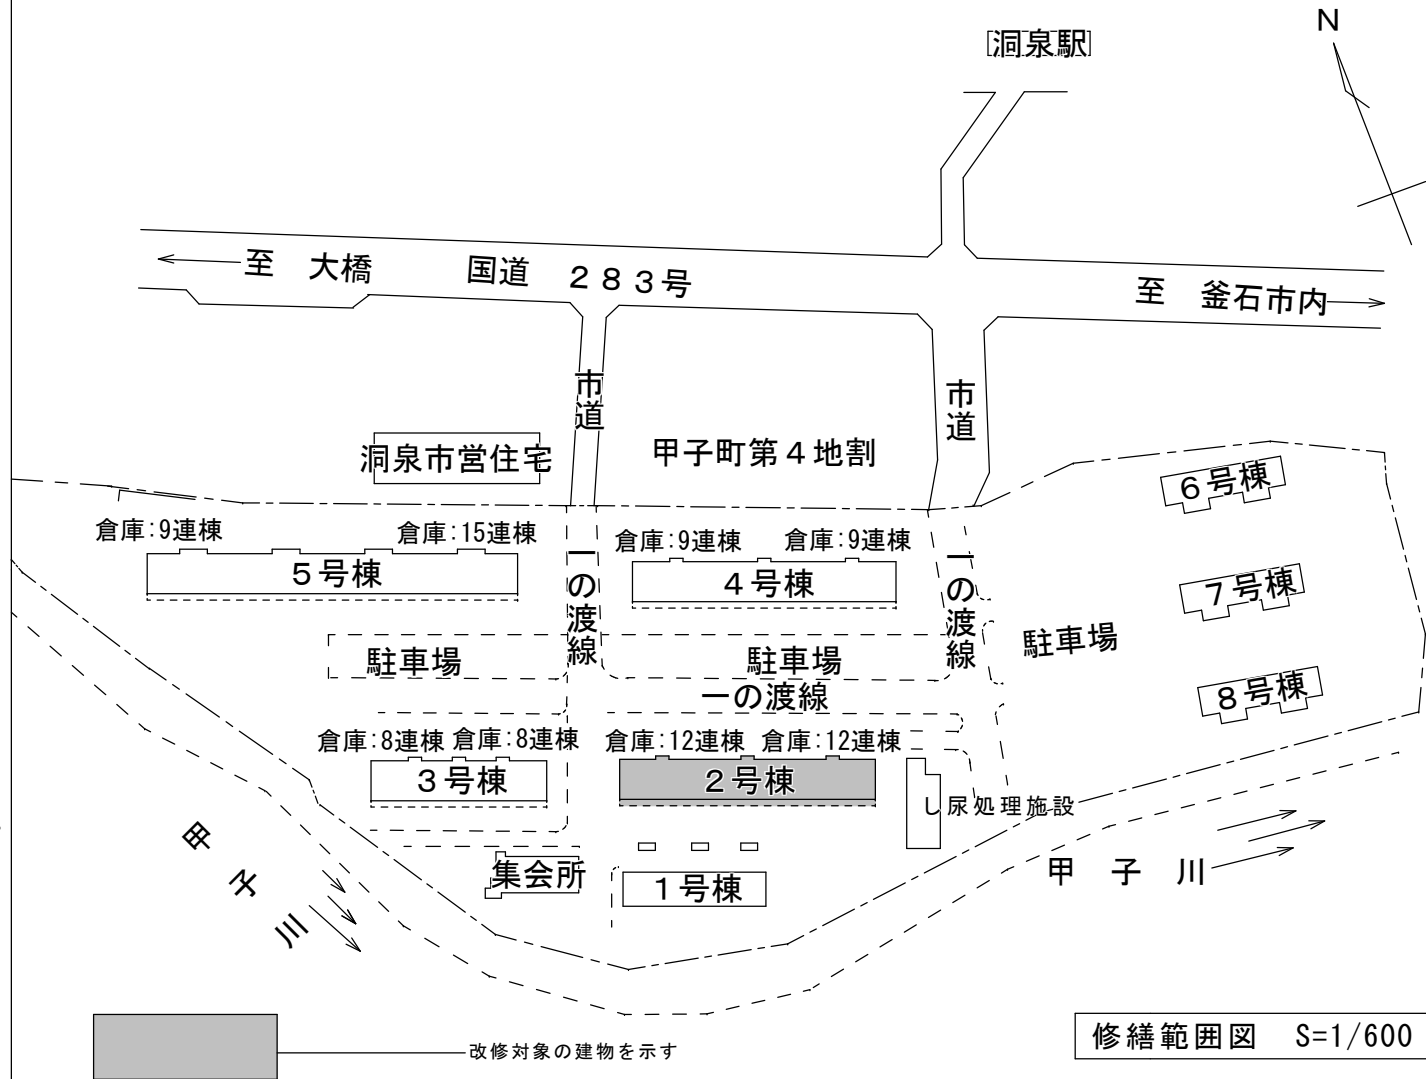 N
洞泉駅
至　大橋　　国道　２８３号
至　釜石市内
市道
市道
洞泉市営住宅
甲子町第４地割
６号棟
倉庫:9連棟
倉庫:15連棟
倉庫:9連棟
倉庫:9連棟
５号棟
４号棟
一の渡線
一の渡線
７号棟
駐車場
駐車場
駐車場
一の渡線
８号棟
倉庫:8連棟
倉庫:8連棟
倉庫:12連棟
倉庫:12連棟
３号棟
２号棟
し尿処理施設
甲子川
集会所
１号棟
甲　子　川
改修対象の建物を示す
修繕範囲図　S=1/600